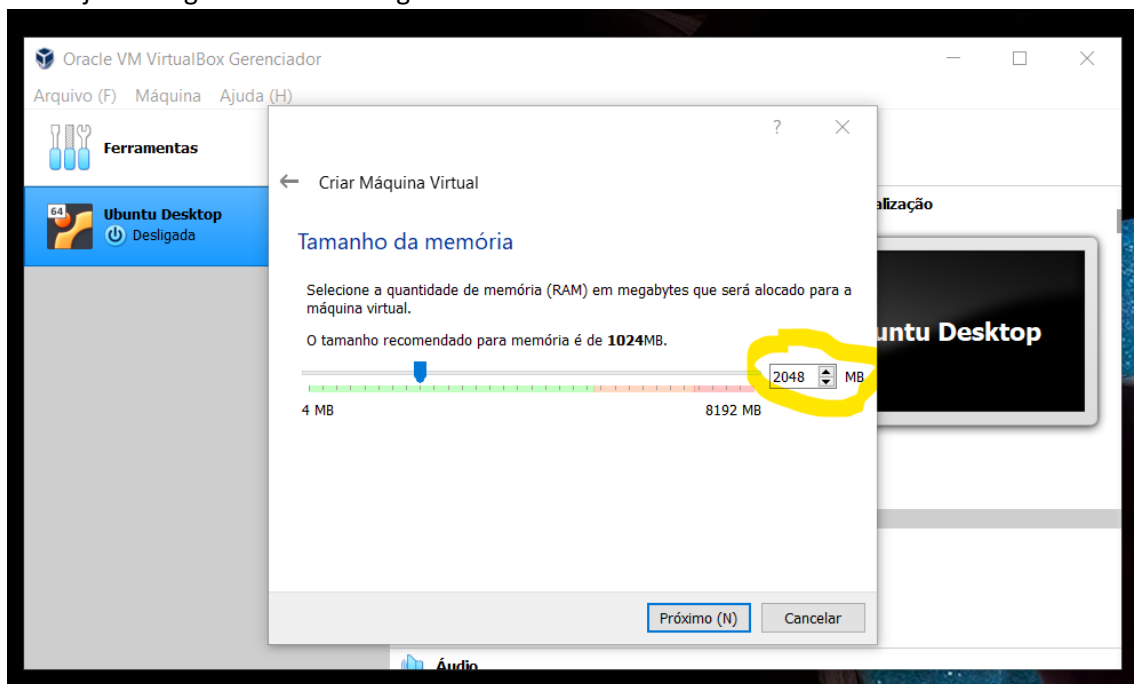 Oracle VM VirtualBox Gerenciador
Arquivo (F) Máquina Ajuda (H)
Ferramentas
64
Ubuntu Desktop
Desligada
?
Criar Máquina Virtual
Tamanho da memória
Selecione a quantidade de memória (RAM) em megabytes que será alocado para a
máquina virtual.
O tamanho recomendado para memória é de 1024MB.
2048 MB
4 MB
8192 MB
Próximo (N)
Cancelar
alização
untu Desktop
Áudio